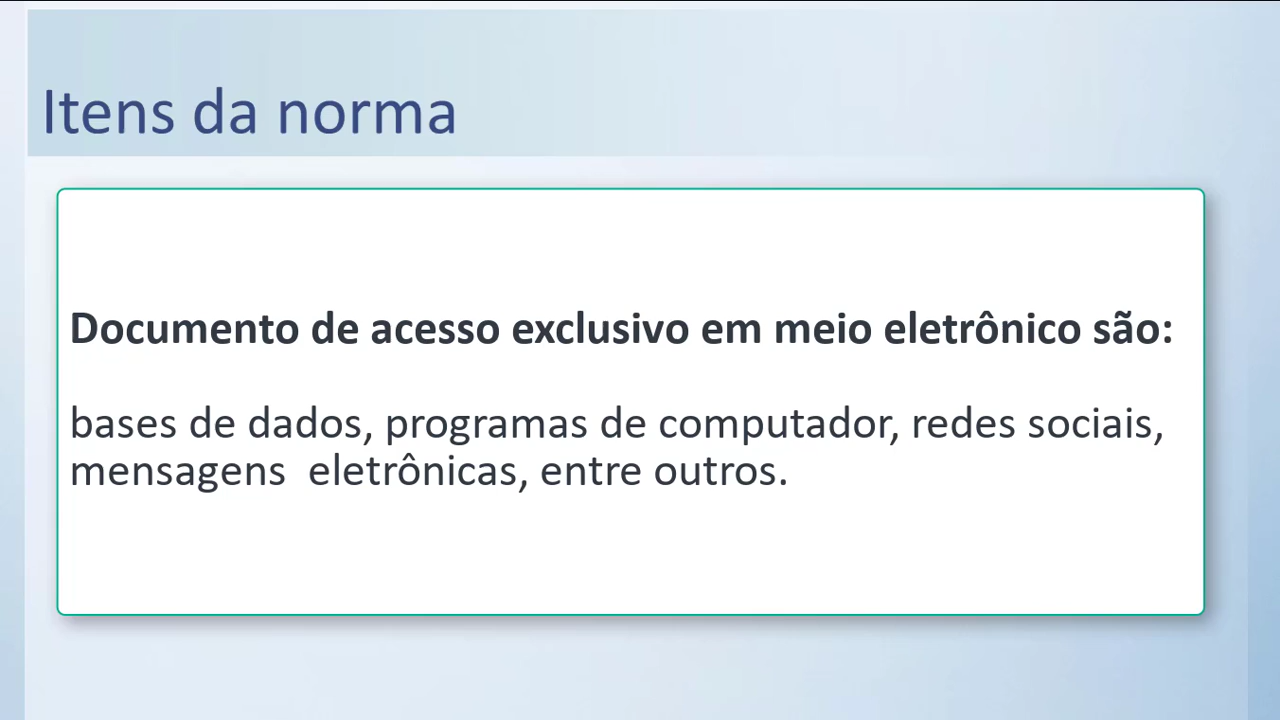 Itens da norma
Documento de acesso exclusivo em meio eletrônico são:
bases de dados, programas de computador, redes sociais,
mensagens  eletrônicas, entre outros.